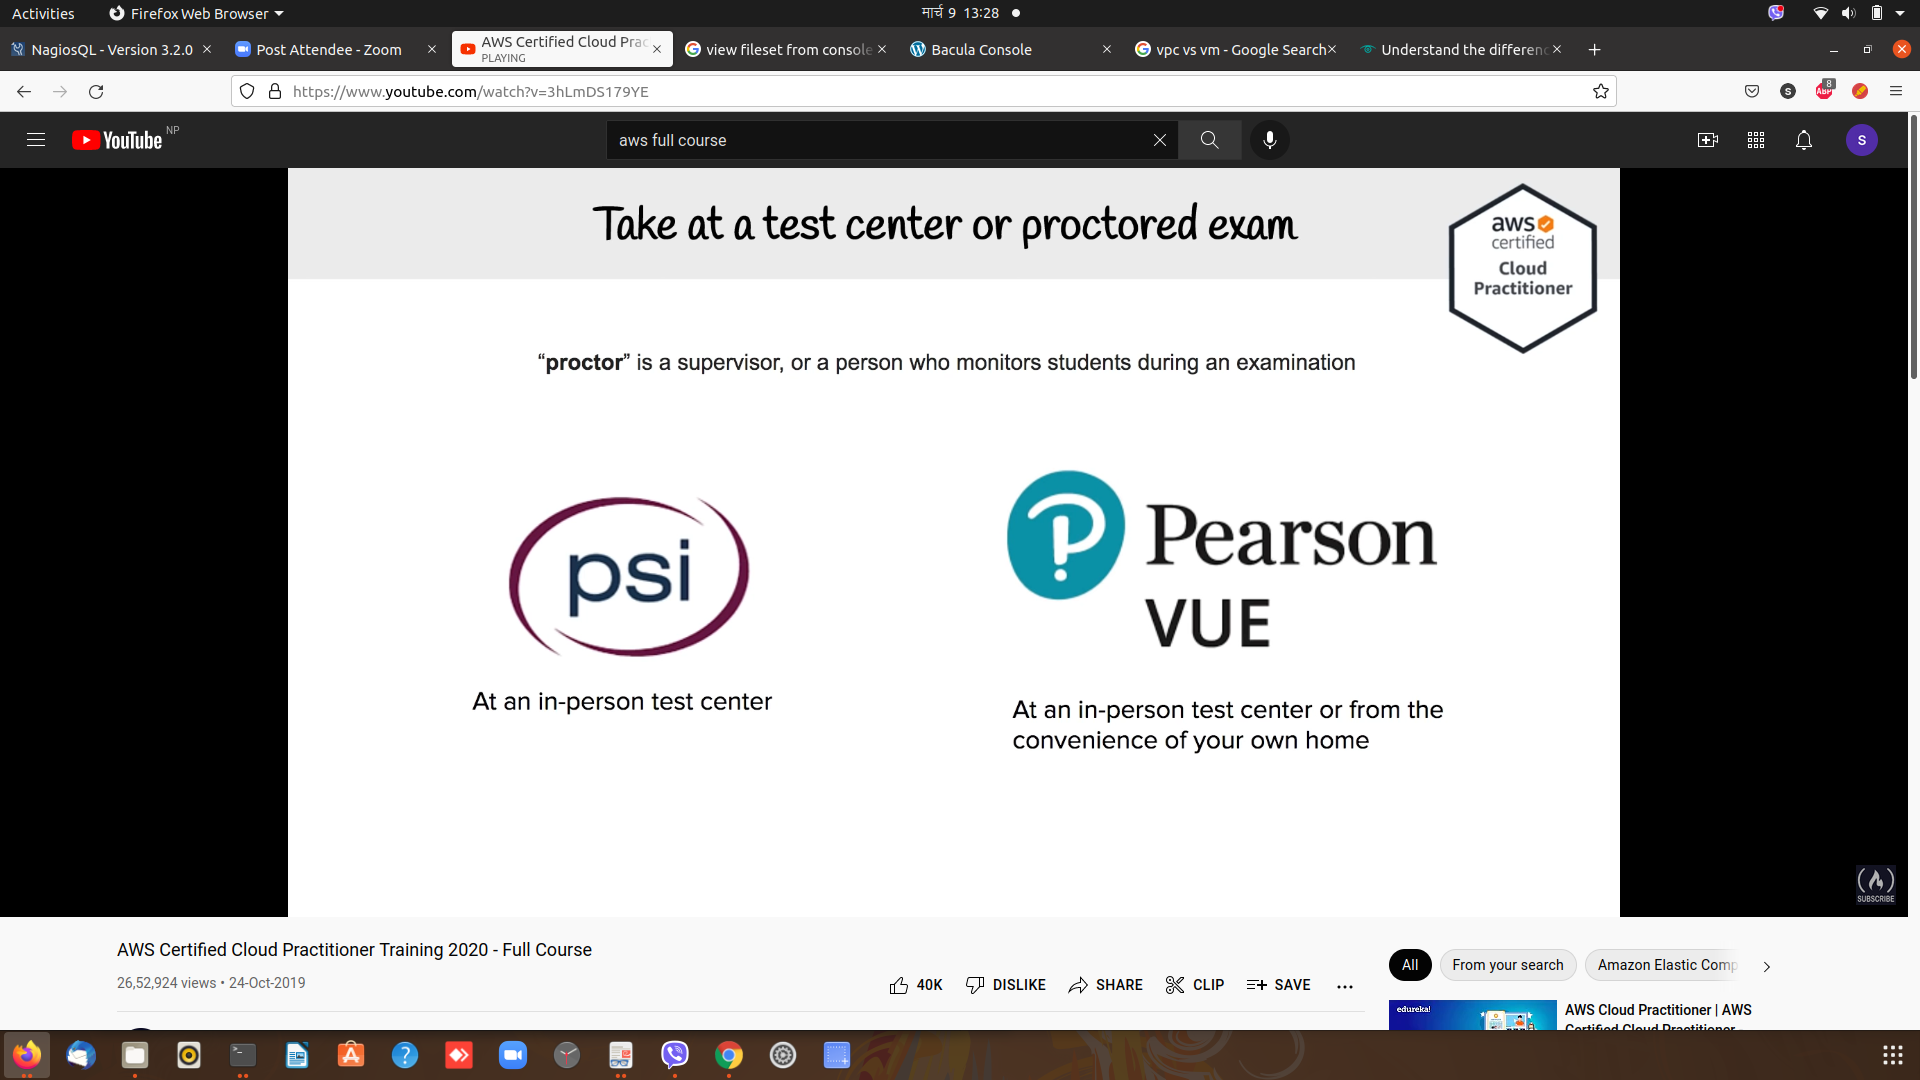 Activities
Firefox Web Browser
मार्च 9 13:28
NagiosQL - Version 3.2.0
Post Attendee - Zoom
AWS Certified Cloud Prac
PLAYING
view fileset from console
Bacula Console
vpc vs vm - Google Search
Understand the differenc
https://www.youtube.com/watch?v=3hLmDS179YE
S
ABP
8
YouTube
NP
aws full course
S
Take at a test center or proctored exam
aws
certified
Cloud
Practitioner
“proctor” is a supervisor, or a person who monitors students during an examination
psi
Pearson
VUE
At an in-person test center
At an in-person test center or from the
convenience of your own home
SUBSCRIBE
AWS Certified Cloud Practitioner Training 2020 - Full Course
26,52,924 views • 24-Oct-2019
40K
DISLIKE
SHARE
CLIP
SAVE
All
From your search
Amazon Elastic Comp
edureka!
AWS Cloud Practitioner | AWS
Certified Cloud Practitioner